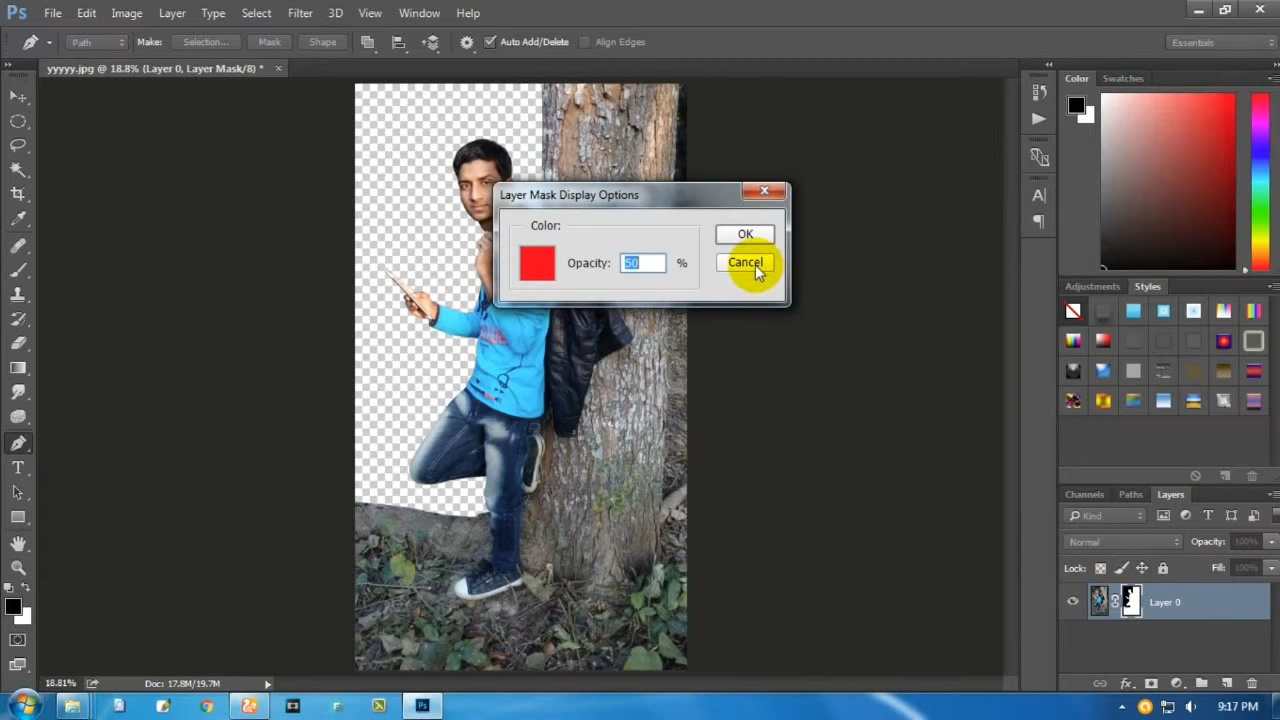 Ps File Edit Image Layer Type Select Filter 3D View Window Help
Path Make: Selection... Mask Shape Auto Add/Delete Align Edges Essentials
yyyyy.jpg @ 18.8% (Layer 0, Layer Mask/8) * ×
Color Swatches
Layer Mask Display Options
Color:
OK
Opacity: 50 %
Cancel
Adjustments Styles
Channels Paths Layers
Kind
Normal Opacity: 100%
Lock: Fill: 100%
Layer 0
18.81% Doc: 17.8M/19.7M
Ps
9:17 PM